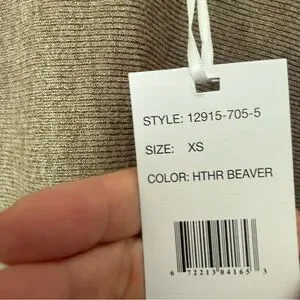 STYLE: 12915-705-5
SIZE: XS
COLOR: HTHR BEAVER
6 72213 04165 3